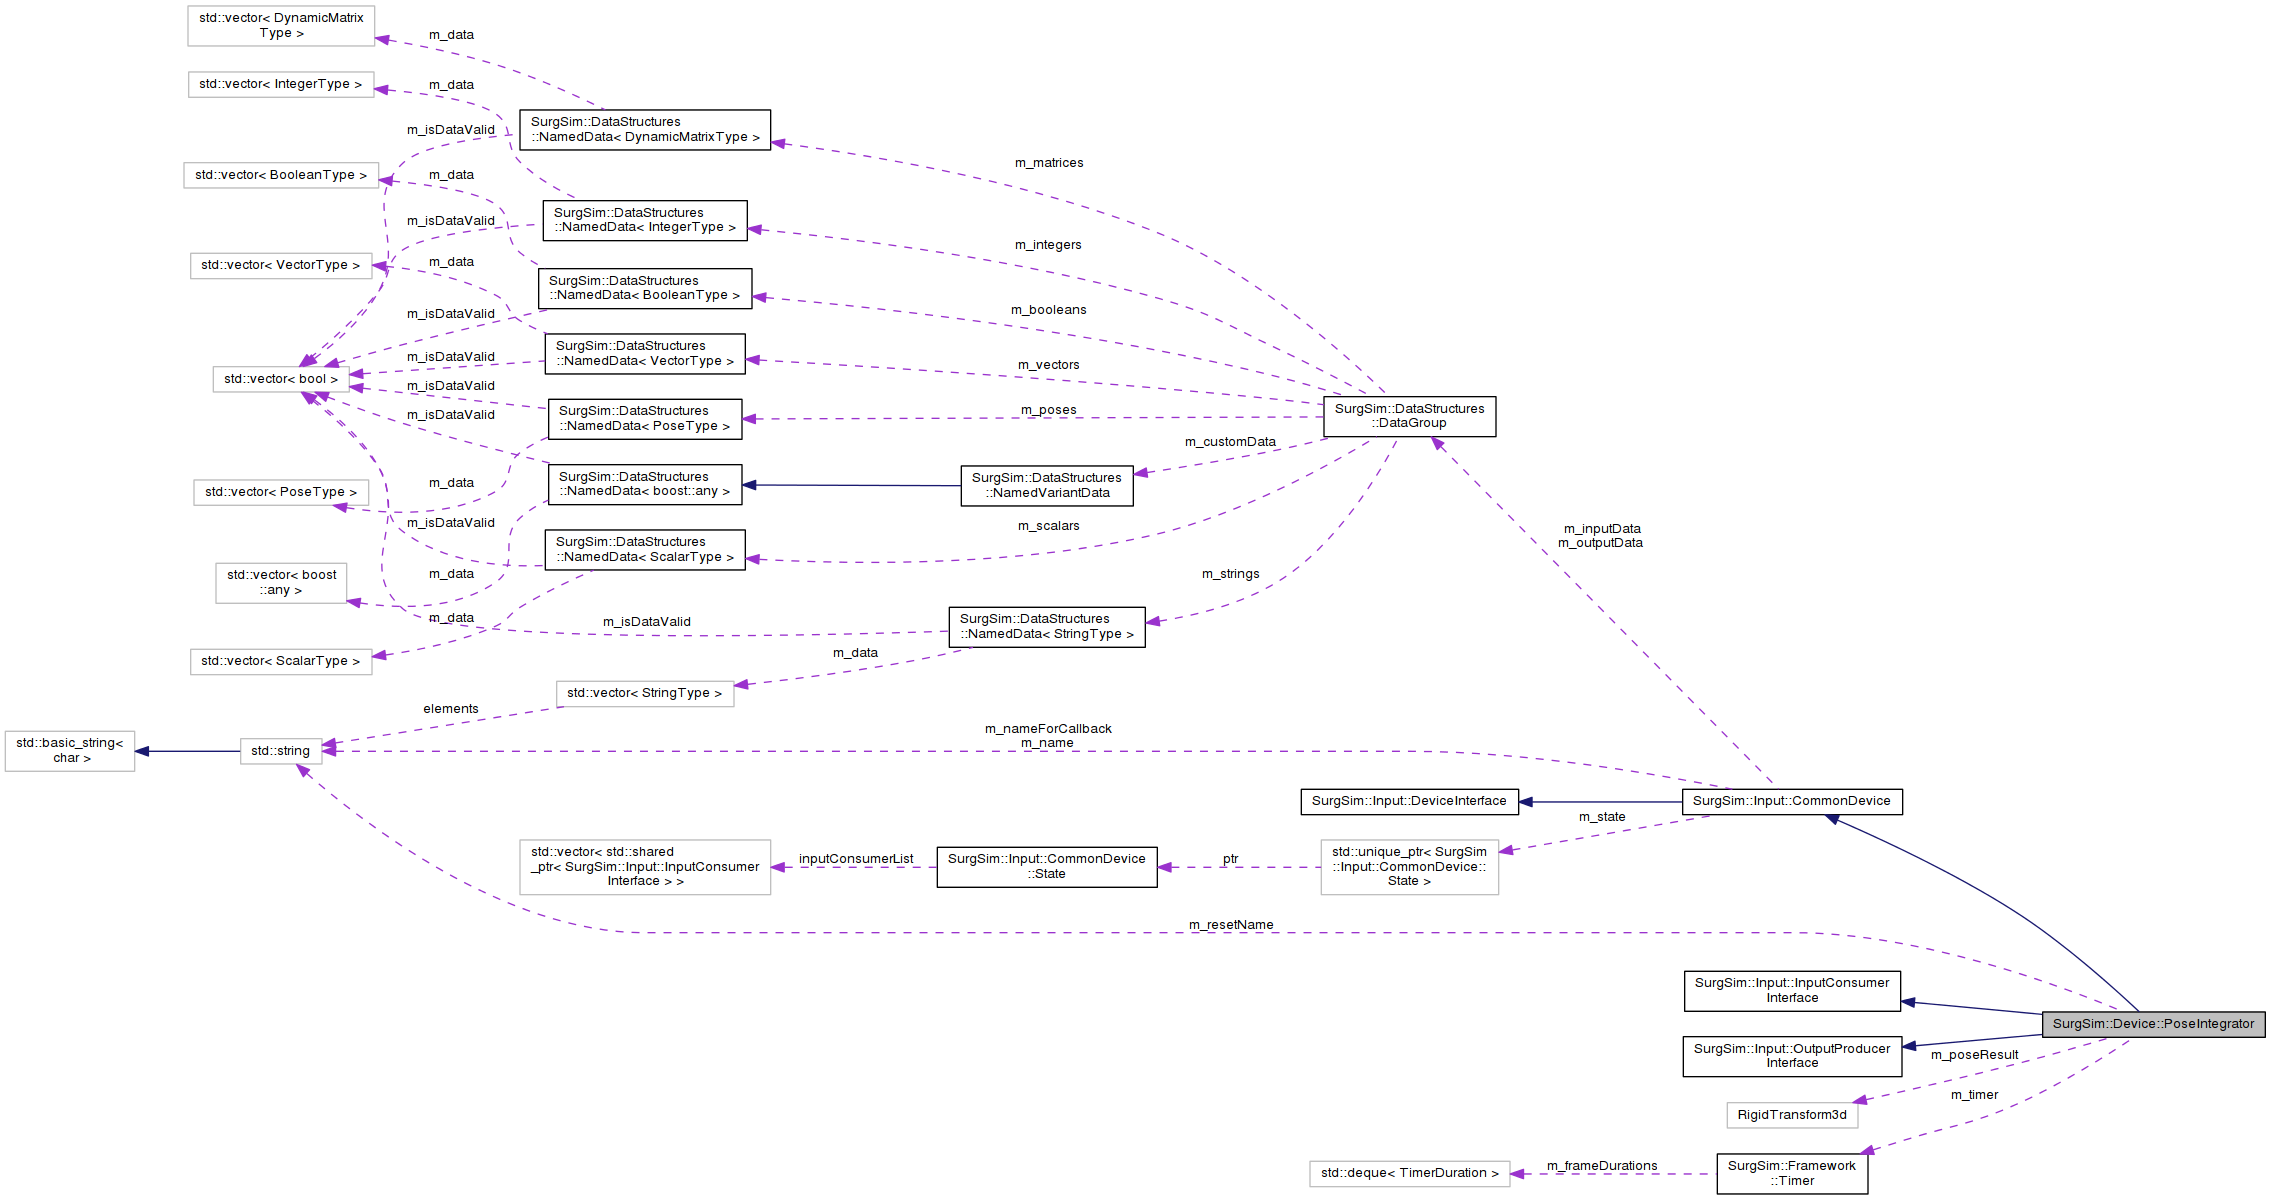 std::vector< DynamicMatrix
Type >
m_data
std::vector< IntegerType >
m_data
SurgSim::DataStructures
::NamedData< DynamicMatrixType >
m_isDataValid
m_matrices
std::vector< BooleanType >
m_data
SurgSim::DataStructures
::NamedData< IntegerType >
m_isDataValid
m_integers
std::vector< VectorType >
m_data
SurgSim::DataStructures
::NamedData< BooleanType >
m_isDataValid
m_booleans
SurgSim::DataStructures
::NamedData< VectorType >
m_isDataValid
m_vectors
std::vector< bool >
m_isDataValid
SurgSim::DataStructures
::NamedData< PoseType >
m_poses
SurgSim::DataStructures
::DataGroup
m_isDataValid
m_customData
SurgSim::DataStructures
::NamedData< boost::any >
SurgSim::DataStructures
::NamedVariantData
std::vector< PoseType >
m_data
m_isDataValid
m_scalars
m_inputData
m_outputData
SurgSim::DataStructures
::NamedData< ScalarType >
std::vector< boost
::any >
m_data
m_strings
m_data
m_isDataValid
SurgSim::DataStructures
::NamedData< StringType >
std::vector< ScalarType >
m_data
std::vector< StringType >
elements
std::basic_string<
char >
std::string
m_nameForCallback
m_name
SurgSim::Input::DeviceInterface
SurgSim::Input::CommonDevice
m_state
std::vector< std::shared
_ptr< SurgSim::Input::InputConsumer
Interface > >
inputConsumerList
SurgSim::Input::CommonDevice
::State
ptr
std::unique_ptr< SurgSim
::Input::CommonDevice::
State >
m_resetName
SurgSim::Input::InputConsumer
Interface
SurgSim::Device::PoseIntegrator
SurgSim::Input::OutputProducer
Interface
m_poseResult
m_timer
RigidTransform3d
std::deque< TimerDuration >
m_frameDurations
SurgSim::Framework
::Timer